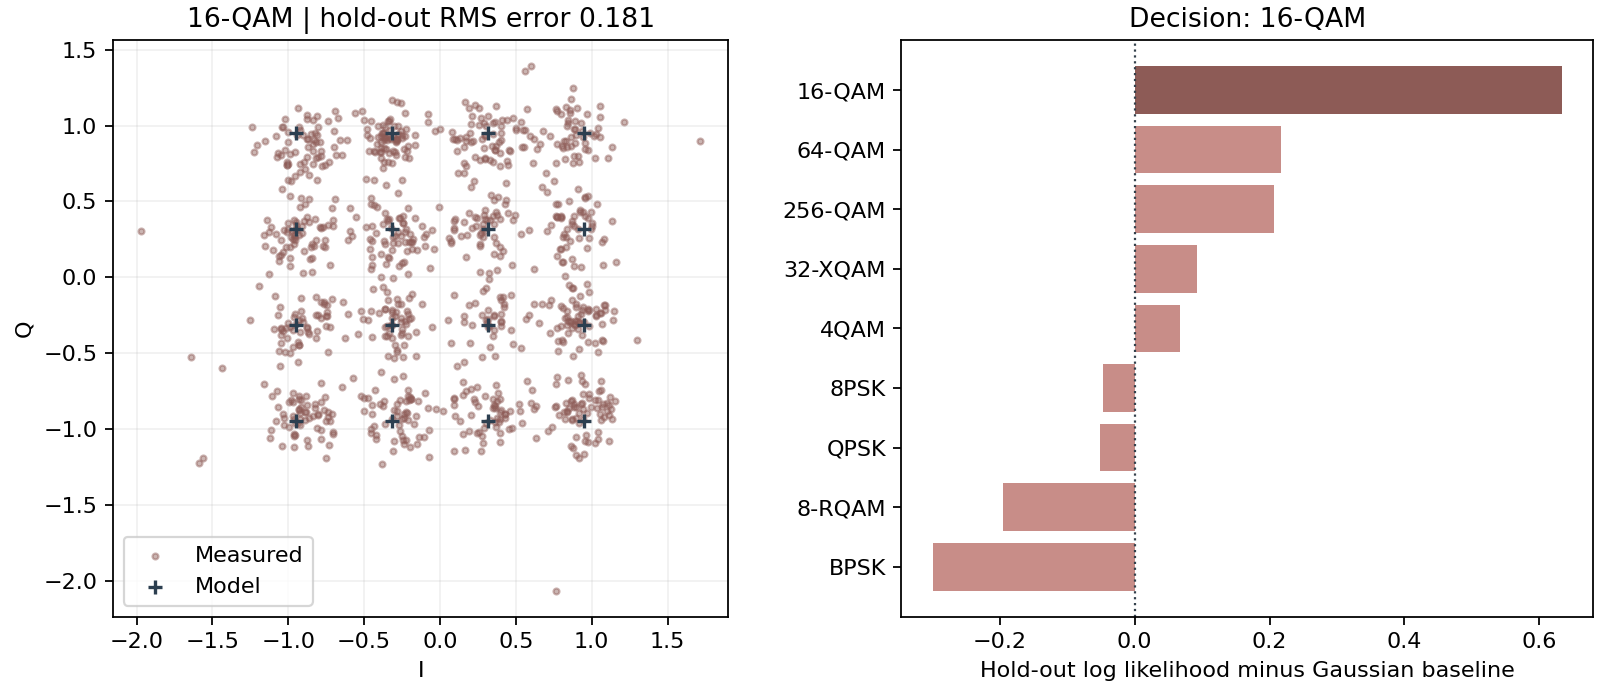 16-QAM | hold-out RMS error 0.181
1.5
1.0
0.5
0.0
−0.5
−1.0
−1.5
−2.0
Q
Measured
Model
−2.0 −1.5 −1.0 −0.5 0.0 0.5 1.0 1.5
I
Decision: 16-QAM
16-QAM
64-QAM
256-QAM
32-XQAM
4QAM
8PSK
QPSK
8-RQAM
BPSK
−0.2 0.0 0.2 0.4 0.6
Hold-out log likelihood minus Gaussian baseline